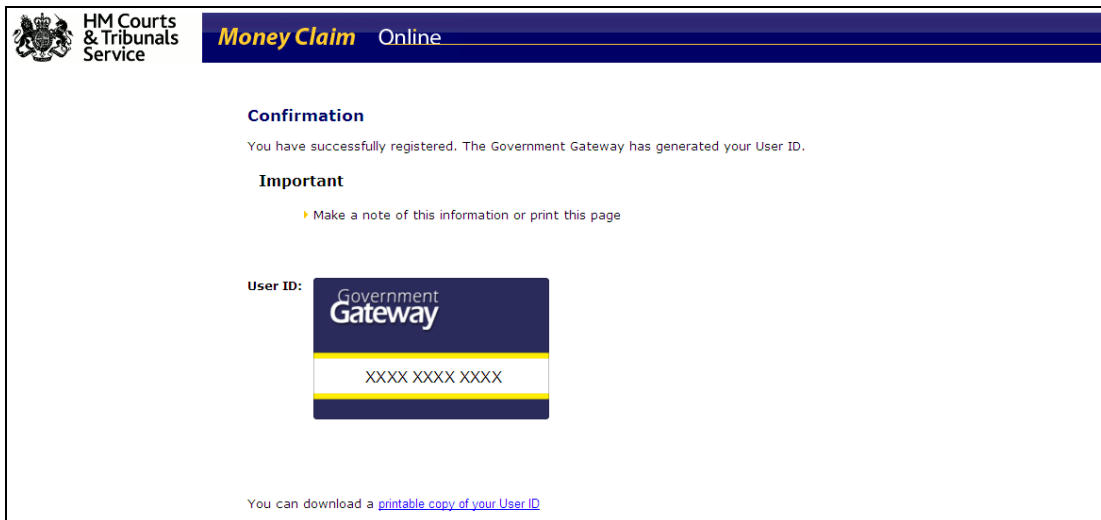 HM Courts
& Tribunals
Service
Money Claim Online
Confirmation
You have successfully registered. The Government Gateway has generated your User ID.
Important
Make a note of this information or print this page
User ID:
Government
Gateway
XXXX XXXX XXXX
You can download a printable copy of your User ID